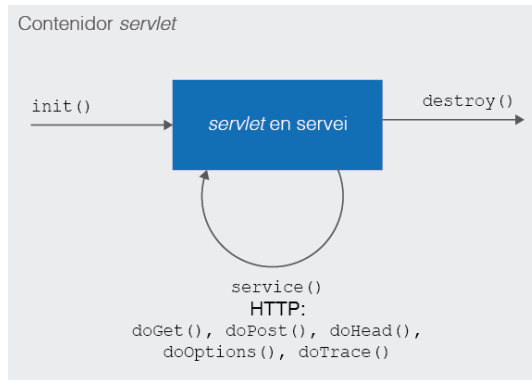 Contenidor servlet
init()
servlet en servei
destroy()
service()
HTTP:
doGet(), doPost(), doHead(),
doOptions(), doTrace()